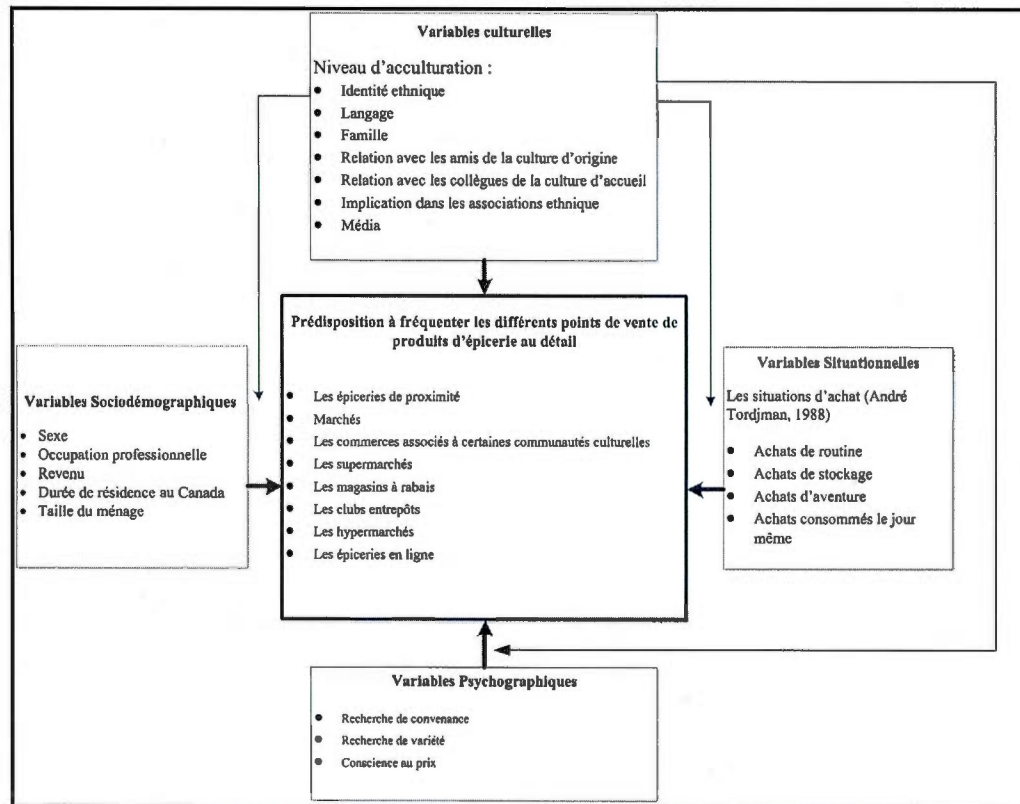 Variables culturelles
Niveau d'acculturation :
• Identité ethnique
• Langage
• Famille
• Relation avec les amis de la culture d'origine
• Relation avec les collègues de la culture d'accueil
• Implication dans les associations ethnique
• Média
Prédisposition à fréquenter les différents points de vente de
produits d'épicerie au détail
• Les épiceries de proximité
• Marchés
• Les commerces associés à certaines communautés culturelles
• Les supermarchés
• Les magasins à rabais
• Les clubs entrepôts
• Les hypermarchés
• Les épiceries en ligne
Variables Sociodémographiques
• Sexe
• Occupation professionnelle
• Revenu
• Durée de résidence au Canada
• Taille du ménage
Variables Situationnelles
Les situations d'achat (André
Tordjman, 1988)
• Achats de routine
• Achats de stockage
• Achats d'aventure
• Achats consommés le jour
même
Variables Psychographiques
• Recherche de convenance
• Recherche de variété
• Conscience au prix